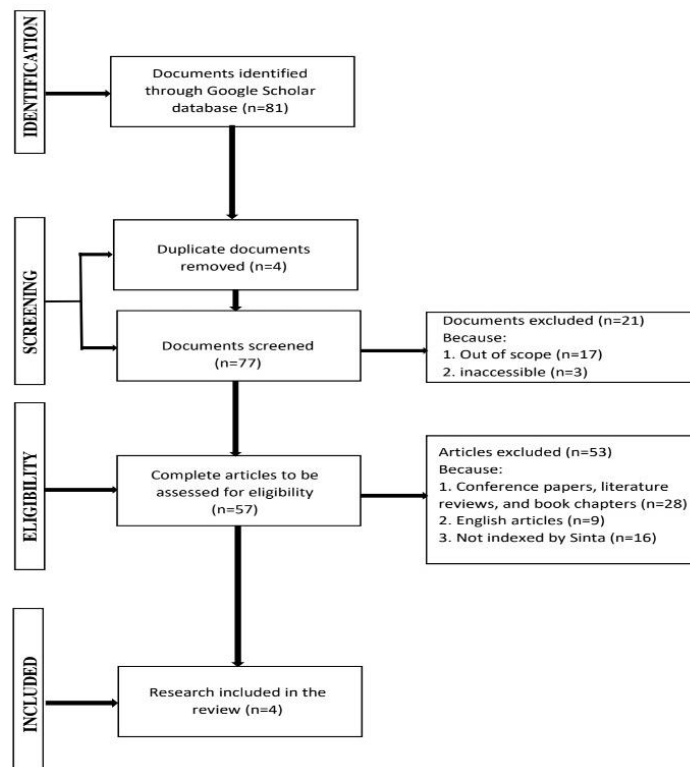 IDENTIFICATION
Documents identified
through Google Scholar
database (n=81)
SCREENING
Duplicate documents
removed (n=4)
Documents screened
(n=77)
Documents excluded (n=21)
Because:
1. Out of scope (n=17)
2. inaccessible (n=3)
ELIGIBILITY
Complete articles to be
assessed for eligibility
(n=57)
Articles excluded (n=53)
Because:
1. Conference papers, literature
reviews, and book chapters (n=28)
2. English articles (n=9)
3. Not indexed by Sinta (n=16)
INCLUDED
Research included in the
review (n=4)